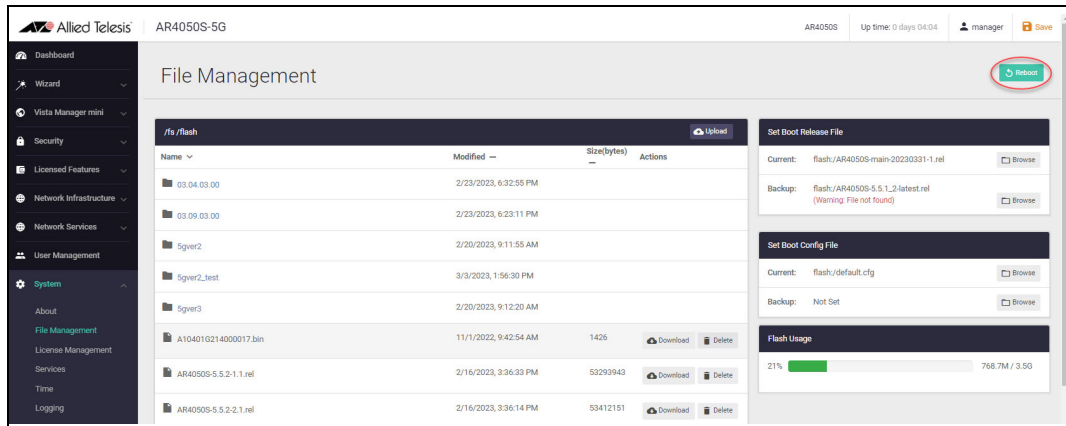 Allied Telesis
AR4050S-5G
AR4050S
Up time: 0 days 04:04
manager
Save
Dashboard
Wizard
Vista Manager mini
Security
Licensed Features
Network Infrastructure
Network Services
User Management
System
About
File Management
License Management
Services
Time
Logging
File Management
Reboot
/fs /flash
Upload
Name Modified Size(bytes) Actions
03.04.03.00 2/23/2023, 6:32:55 PM
03.09.03.00 2/23/2023, 6:23:11 PM
5gver2 2/20/2023, 9:11:55 AM
5gver2_test 3/3/2023, 1:56:30 PM
5gver3 2/20/2023, 9:12:20 AM
A10401G214000017.bin 11/1/2022, 9:42:54 AM 1426 Download Delete
AR4050S-5.5.2-1.1.rel 2/16/2023, 3:36:33 PM 53293943 Download Delete
AR4050S-5.5.2-2.1.rel 2/16/2023, 3:36:14 PM 53412151 Download Delete
Set Boot Release File
Current: flash:/AR4050S-main-20230331-1.rel Browse
Backup: flash:/AR4050S-5.5.1_2-latest.rel
(Warning: File not found) Browse
Set Boot Config File
Current: flash:/default.cfg Browse
Backup: Not Set Browse
Flash Usage
21% 768.7M / 3.5G